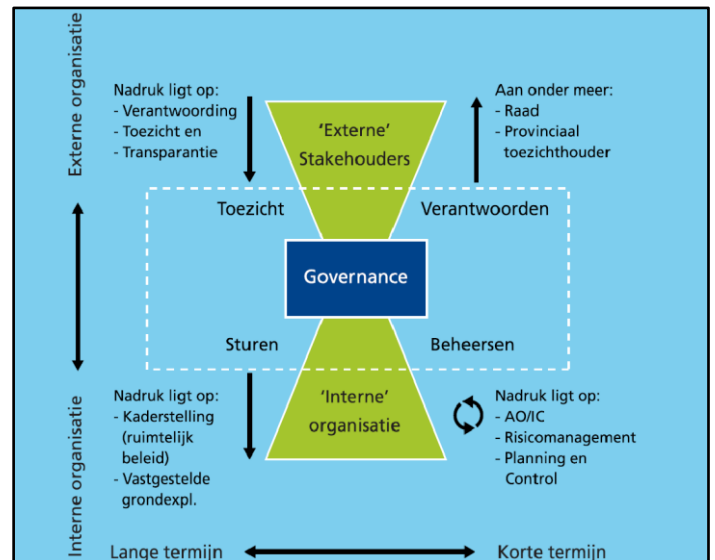 Externe organisatie
Nadruk ligt op:
- Verantwoording
- Toezicht en
- Transparantie
'Externe'
Stakehouders
Aan onder meer:
- Raad
- Provinciaal
toezichthouder
Toezicht
Verantwoorden
Governance
Sturen
Beheersen
Interne organisatie
Nadruk ligt op:
- Kaderstelling
(ruimtelijk
beleid)
- Vastgestelde
grondexpl.
'Interne'
organisatie
Nadruk ligt op:
- AO/IC
- Risicomanagement
- Planning en
Control
Lange termijn
Korte termijn